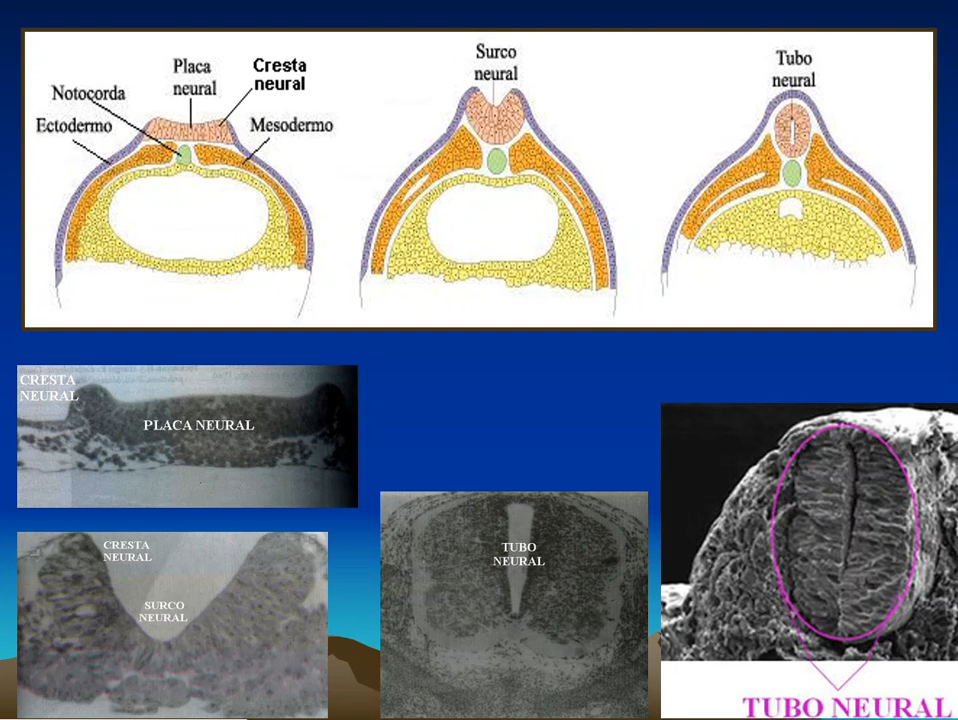 Placa
neural
Cresta
neural
Notocorda
Ectodermo
Mesodermo
Surco
neural
Tubo
neural
CRESTA
NEURAL
PLACA NEURAL
CRESTA
NEURAL
SURCO
NEURAL
TUBO
NEURAL
TUBO NEURAL